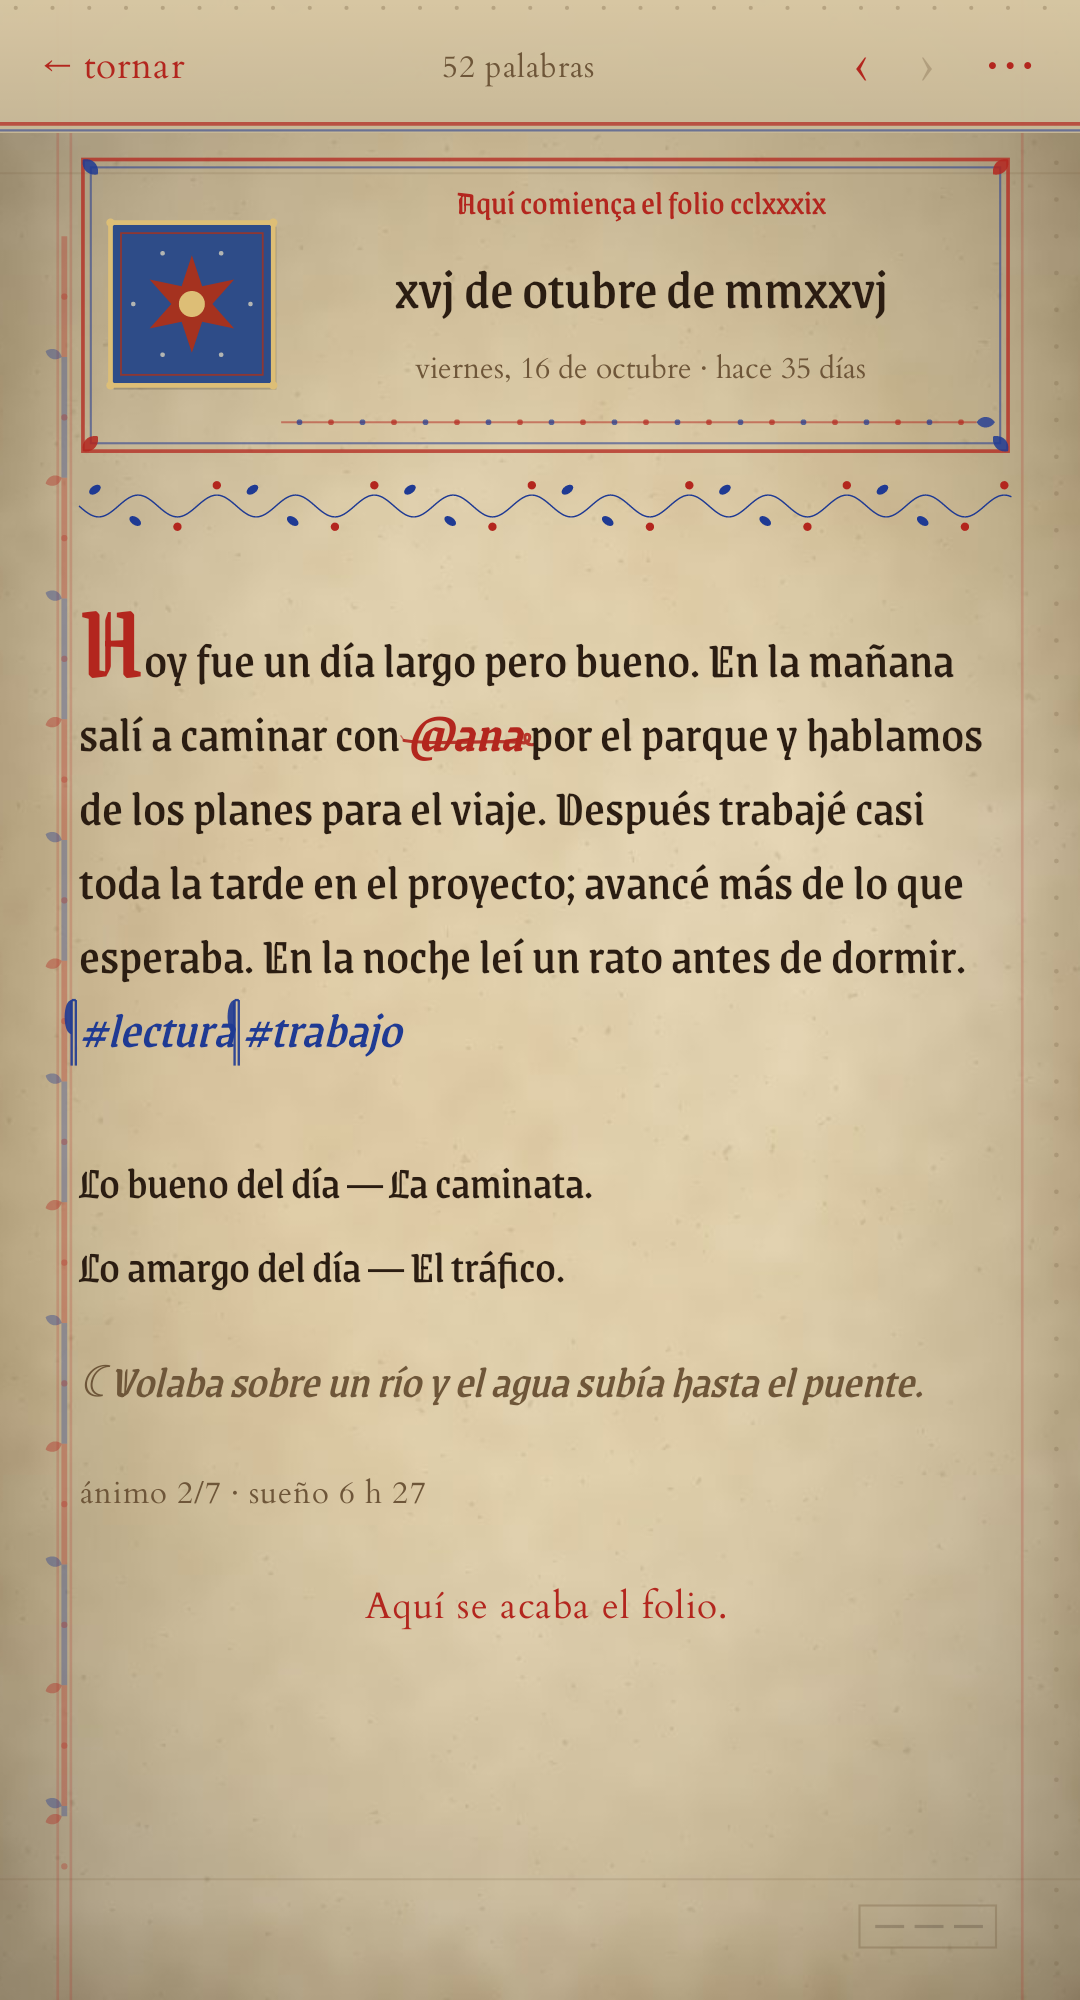 ← tornar
52 palabras
‹ › •••
Aquí comiença el folio cclxxxix
xvj de otubre de mmxxvj
viernes, 16 de octubre · hace 35 días
Hoy fue un día largo pero bueno. En la mañana
salí a caminar con @ana por el parque y hablamos
de los planes para el viaje. Después trabajé casi
toda la tarde en el proyecto; avancé más de lo que
esperaba. En la noche leí un rato antes de dormir.
#lectura #trabajo
Lo bueno del día — La caminata.
Lo amargo del día — El tráfico.
☾ Volaba sobre un río y el agua subía hasta el puente.
ánimo 2/7 · sueño 6 h 27
Aquí se acaba el folio.